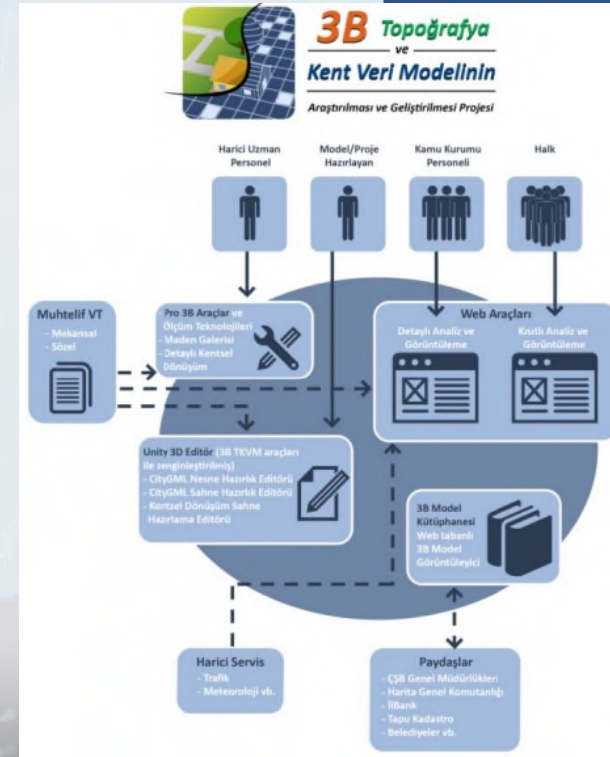 3B Topoğrafya
ve
Kent Veri Modelinin
Araştırılması ve Geliştirilmesi Projesi
Harici Uzman
Personel
Model/Proje
Hazırlayan
Kamu Kurumu
Personeli
Halk
Muhtelif VT
- Mekansal
- Sözel
Pro 3B Araçlar ve
Ölçüm Teknolojileri
- Maden Galerisi
- Detaylı Kentsel
Dönüşüm
Web Araçları
Detaylı Analiz ve
Görüntüleme
Kısıtlı Analiz ve
Görüntüleme
Unity 3D Editör (3B TKVM araçları
ile zenginleştirilmiş)
- CityGML Nesne Hazırlık Editörü
- CityGML Sahne Hazırlık Editörü
- Kentsel Dönüşüm Sahne
Hazırlama Editörü
3B Model
Kütüphanesi
Web tabanlı
3B Model
Görüntüleyici
Harici Servis
- Trafik
- Meteoroloji vb.
Paydaşlar
- ÇŞB Genel Müdürlükleri
- Harita Genel Komutanlığı
- İlBank
- Tapu Kadastro
- Belediyeler vb.